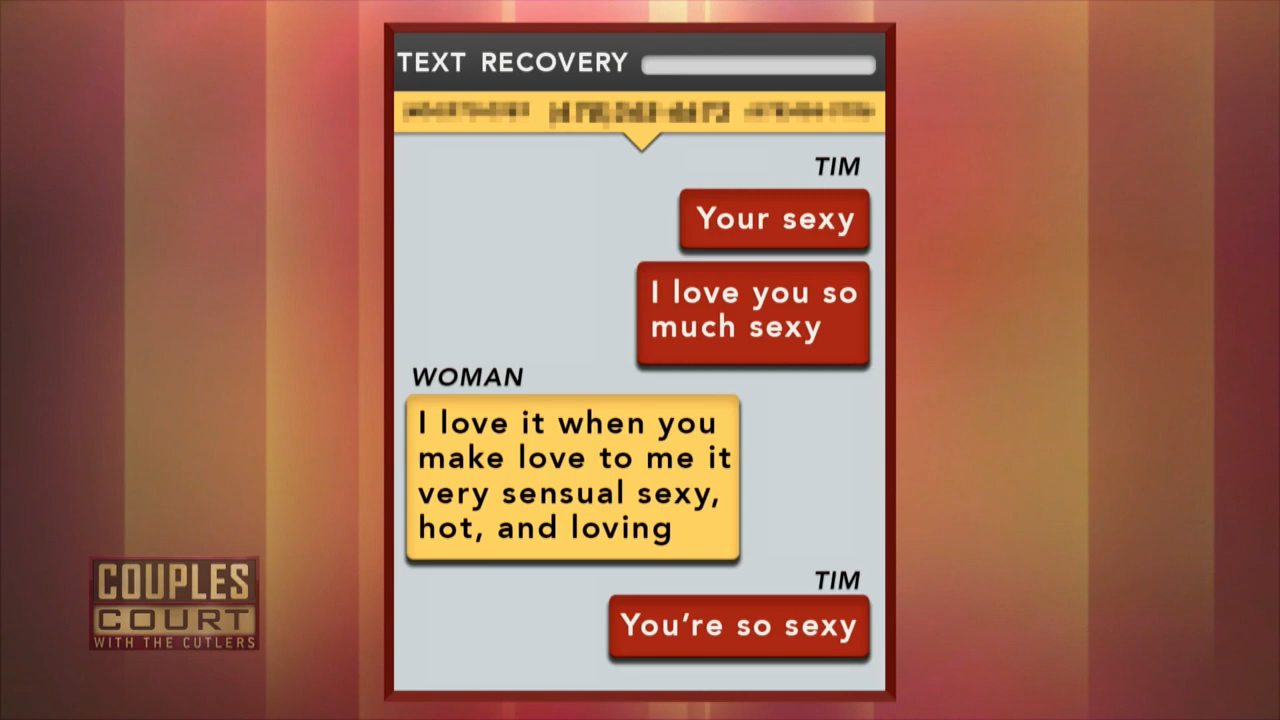 TEXT RECOVERY
TIM
Your sexy
I love you so
much sexy
WOMAN
I love it when you
make love to me it
very sensual sexy,
hot, and loving
TIM
You're so sexy
COUPLES
COURT
WITH THE CUTLERS